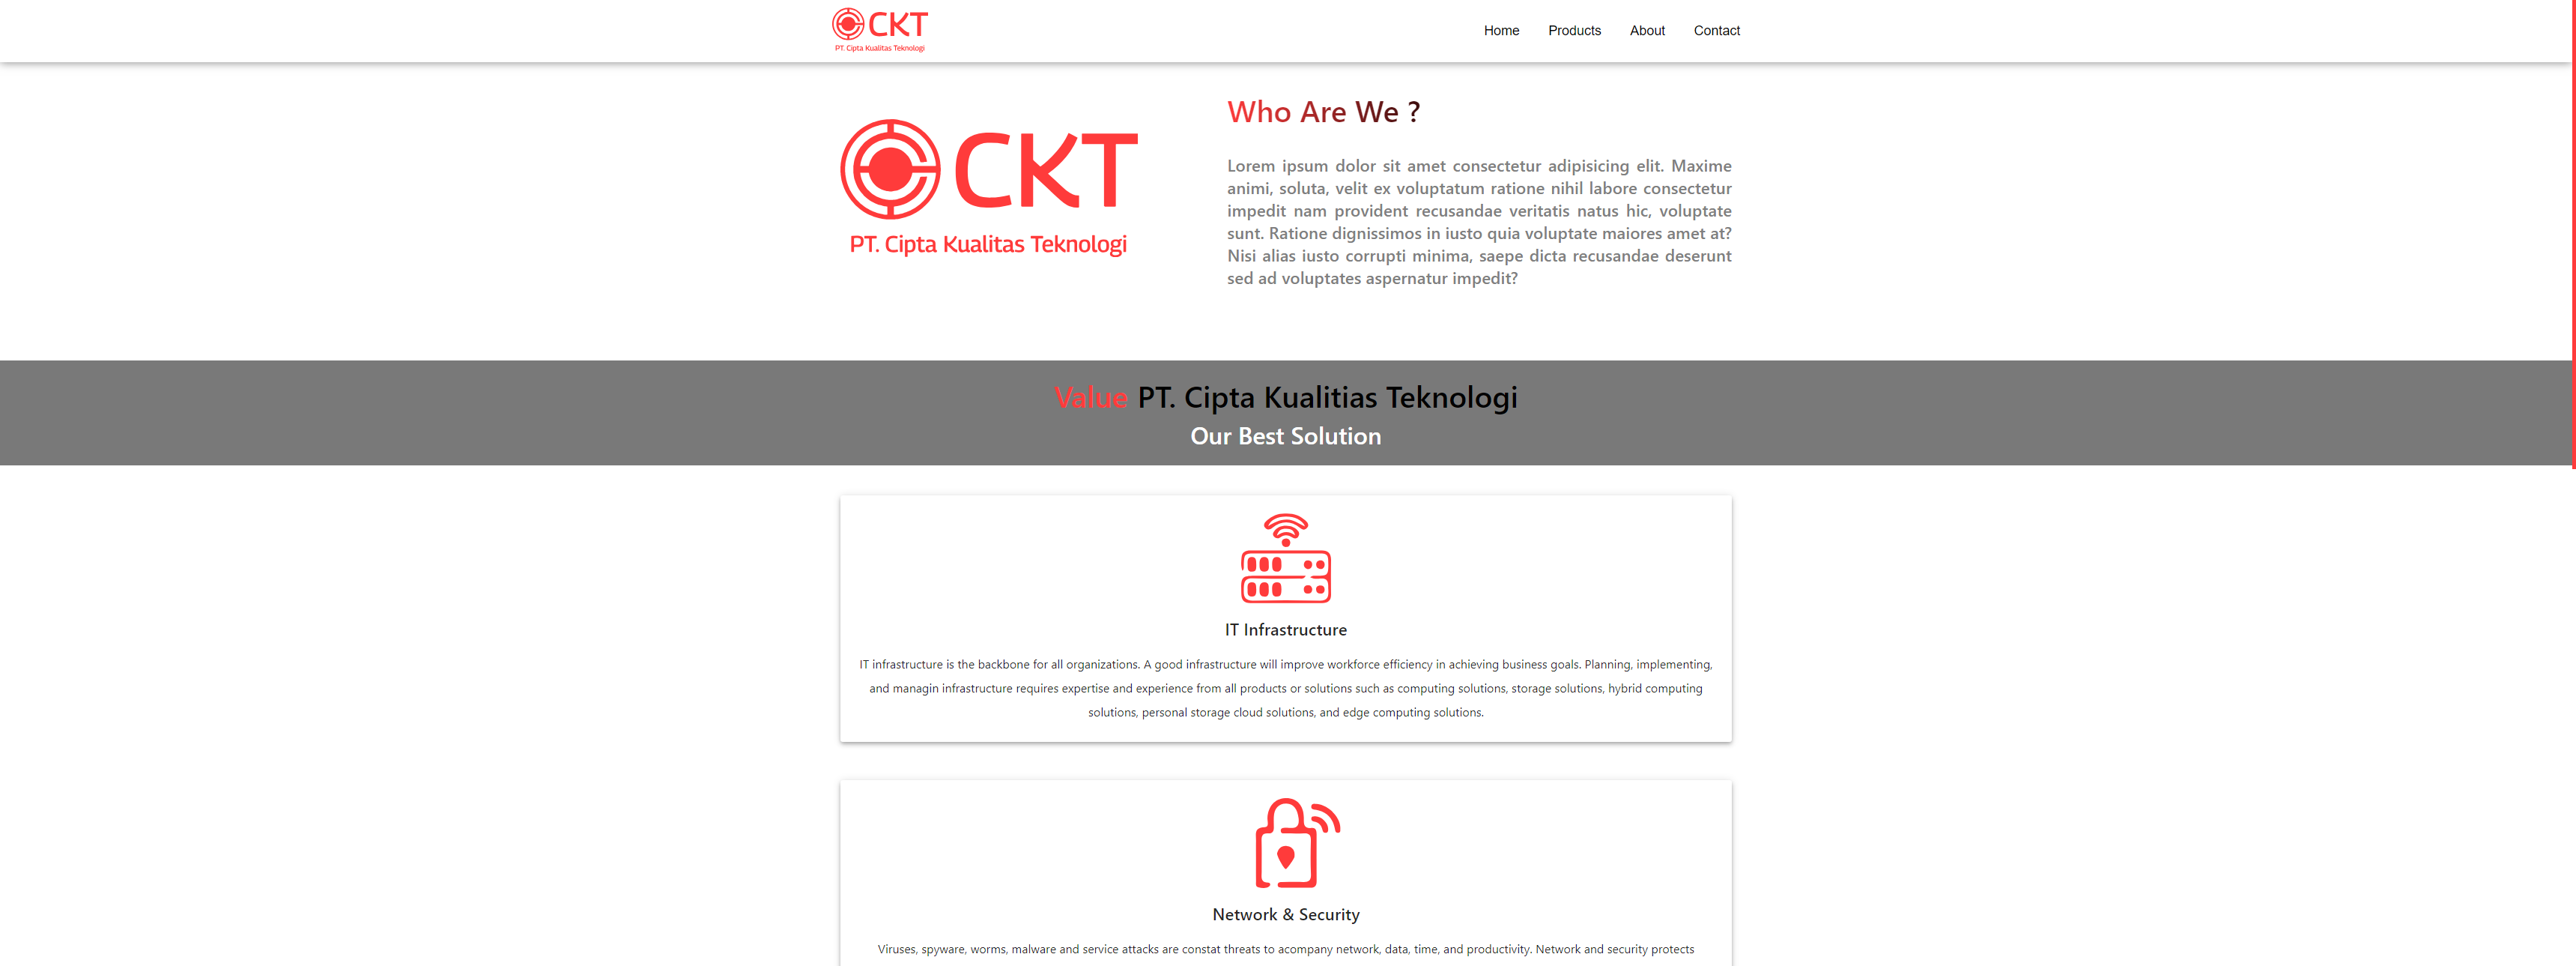 CKT
PT. Cipta Kualitas Teknologi
Home Products About Contact
CKT
PT. Cipta Kualitas Teknologi
Who Are We ?
Lorem ipsum dolor sit amet consectetur adipisicing elit. Maxime
animi, soluta, velit ex voluptatum ratione nihil labore consectetur
impedit nam provident recusandae veritatis natus hic, voluptate
sunt. Ratione dignissimos in iusto quia voluptate maiores amet at?
Nisi alias iusto corrupti minima, saepe dicta recusandae deserunt
sed ad voluptates aspernatur impedit?
Value PT. Cipta Kualitias Teknologi
Our Best Solution
IT Infrastructure
IT infrastructure is the backbone for all organizations. A good infrastructure will improve workforce efficiency in achieving business goals. Planning, implementing,
and managin infrastructure requires expertise and experience from all products or solutions such as computing solutions, storage solutions, hybrid computing
solutions, personal storage cloud solutions, and edge computing solutions.
Network & Security
Viruses, spyware, worms, malware and service attacks are constat threats to acompany network, data, time, and productivity. Network and security protects